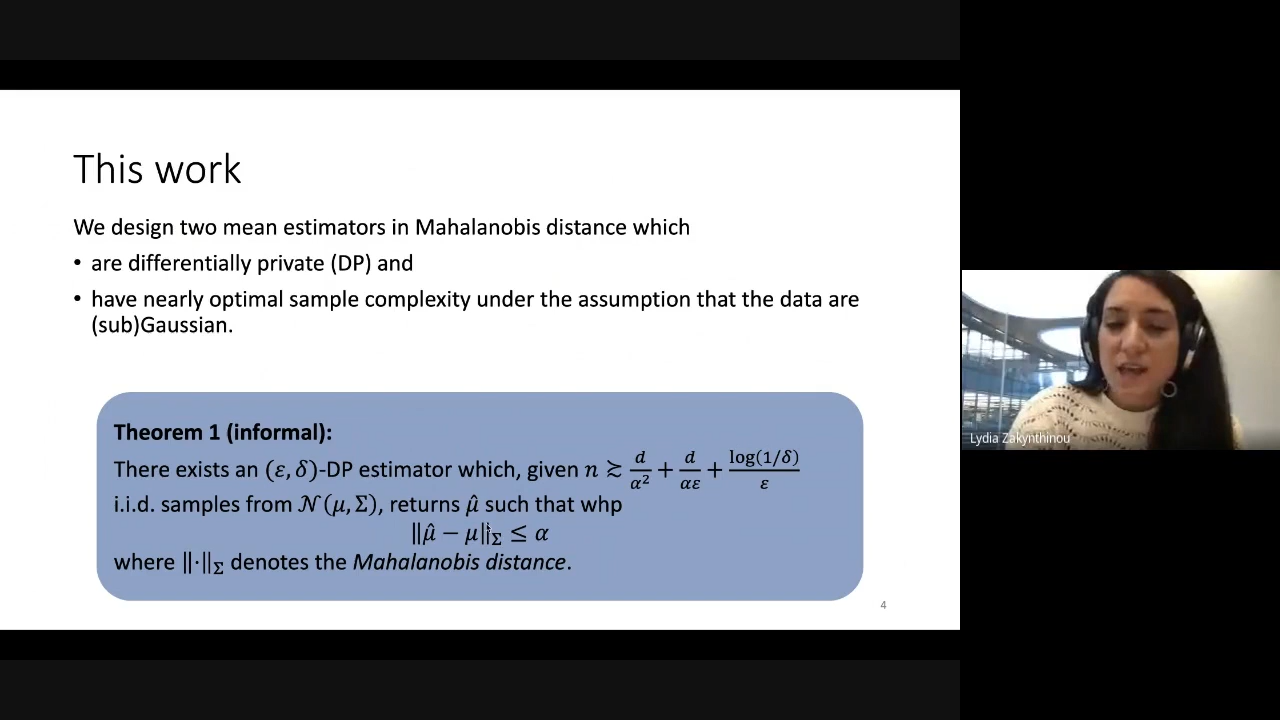 This work
We design two mean estimators in Mahalanobis distance which
• are differentially private (DP) and
• have nearly optimal sample complexity under the assumption that the data are
(sub)Gaussian.
Theorem 1 (informal):
There exists an (ε, δ)-DP estimator which, given n ≳ d/α² + d/(αε) + log(1/δ)/ε
i.i.d. samples from 𝒩(μ, Σ), returns μ̂ such that whp
‖μ̂ − μ‖_Σ ≤ α
where ‖·‖_Σ denotes the Mahalanobis distance.
4
Lydia Zakynthinou